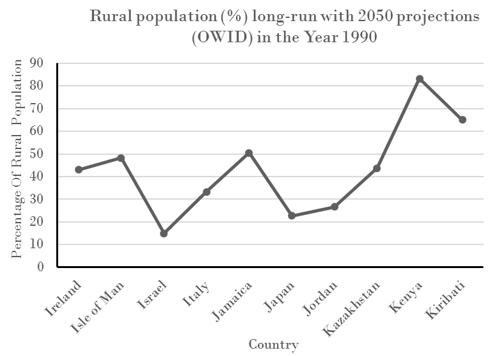 Rural population (%) long-run with 2050 projections
(OWID) in the Year 1990
Percentage Of Rural Population
90
80
70
60
50
40
30
20
10
0
Ireland
Isle of Man
Israel
Italy
Jamaica
Japan
Jordan
Kazakhstan
Kenya
Kiribati
Country